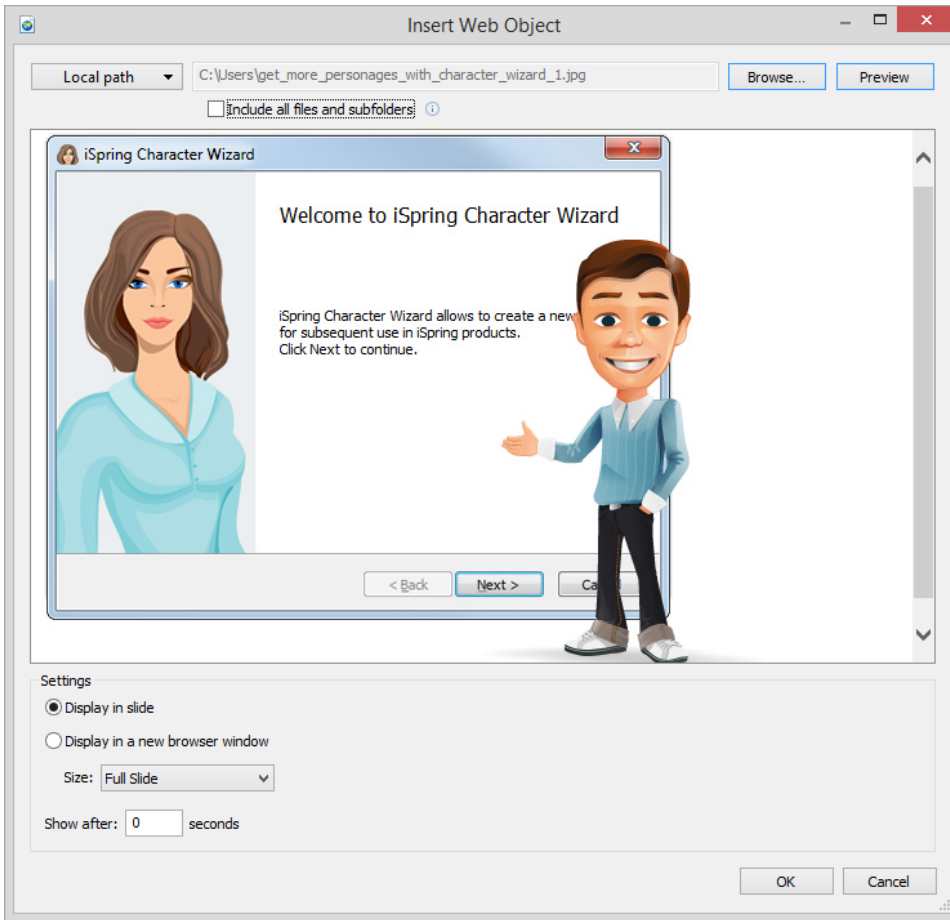 Insert Web Object
Local path
C:\Users\get_more_personages_with_character_wizard_1.jpg
Browse...
Preview
Include all files and subfolders
iSpring Character Wizard
Welcome to iSpring Character Wizard
iSpring Character Wizard allows to create a new
for subsequent use in iSpring products.
Click Next to continue.
< Back
Next >
Settings
Display in slide
Display in a new browser window
Size: Full Slide
Show after: 0 seconds
OK
Cancel